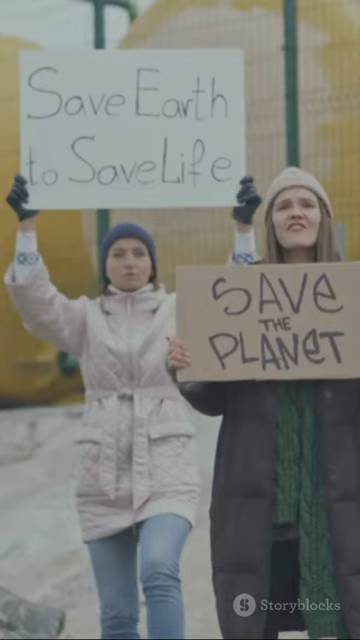 Save Earth
to Save Life
SAVE
THE
PLANET
Storyblocks